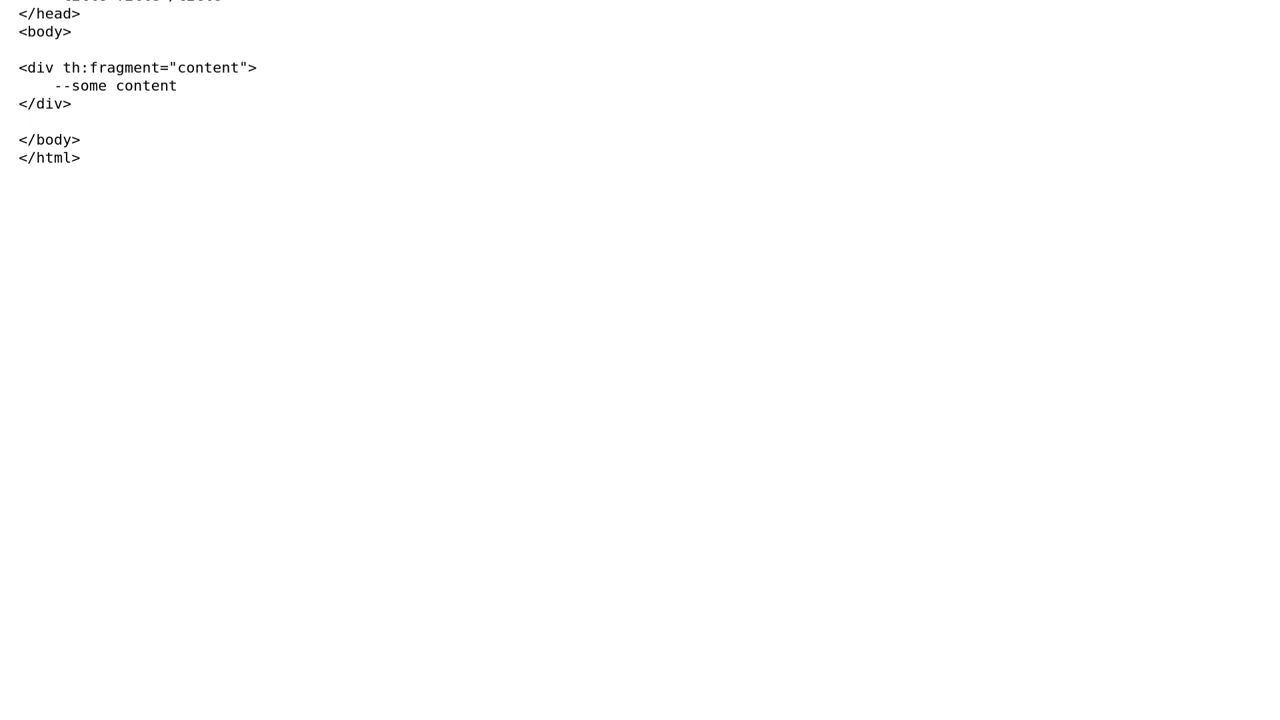 </head>
<body>
<div th:fragment="content">
--some content
</div>
</body>
</html>